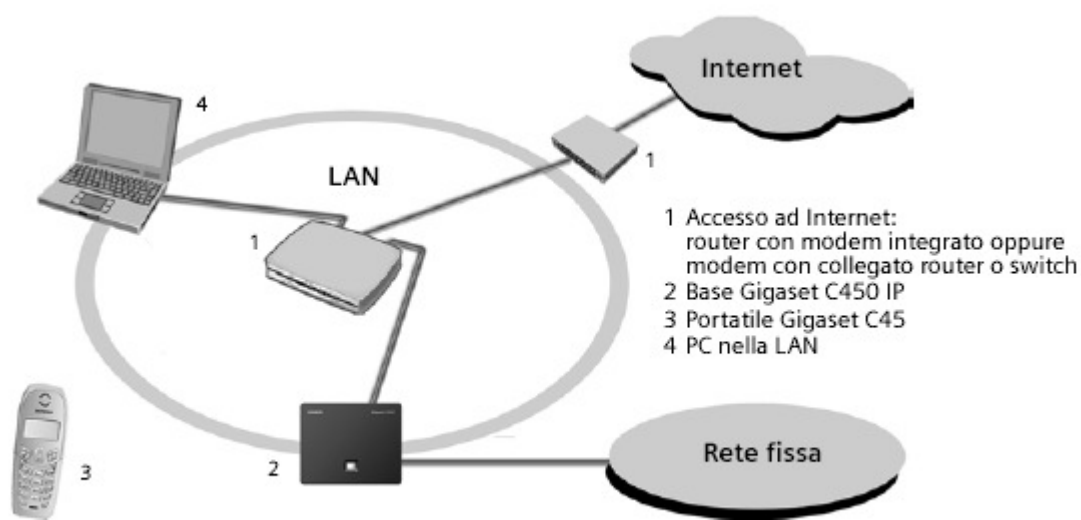 Internet
4
LAN
1
1
1 Accesso ad Internet:
router con modem integrato oppure
modem con collegato router o switch
2 Base Gigaset C450 IP
3 Portatile Gigaset C45
4 PC nella LAN
3
2
Rete fissa